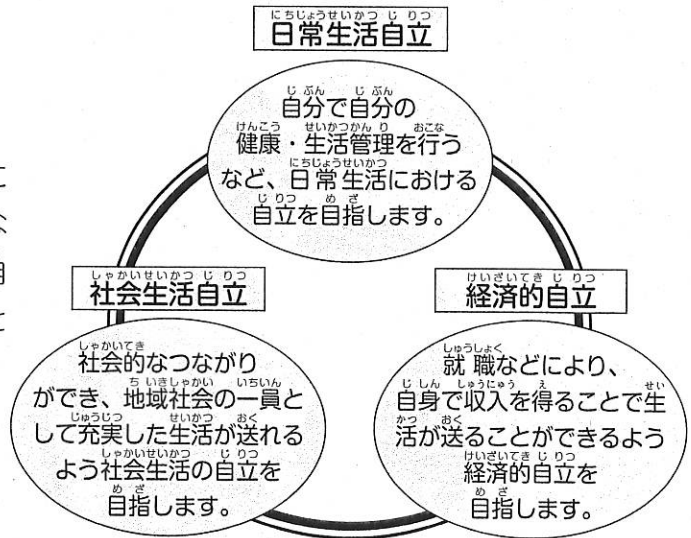 日常生活自立
自分で自分の
健康・生活管理を行う
など、日常生活における
自立を目指します。
社会生活自立
社会的なつながり
ができ、地域社会の一員と
して充実した生活が送れる
よう社会生活の自立を
目指します。
経済的自立
就職などにより、
自身で収入を得ることで生
活が送ることができるよう
経済的自立を
目指します。